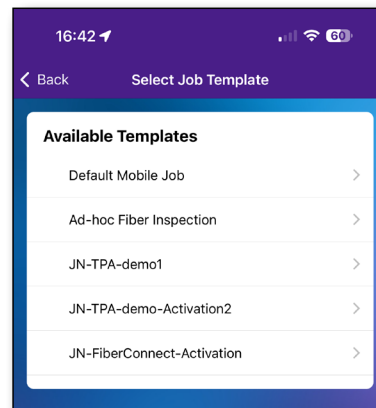 16:42
60
Back
Select Job Template
Available Templates
Default Mobile Job
Ad-hoc Fiber Inspection
JN-TPA-demo1
JN-TPA-demo-Activation2
JN-FiberConnect-Activation